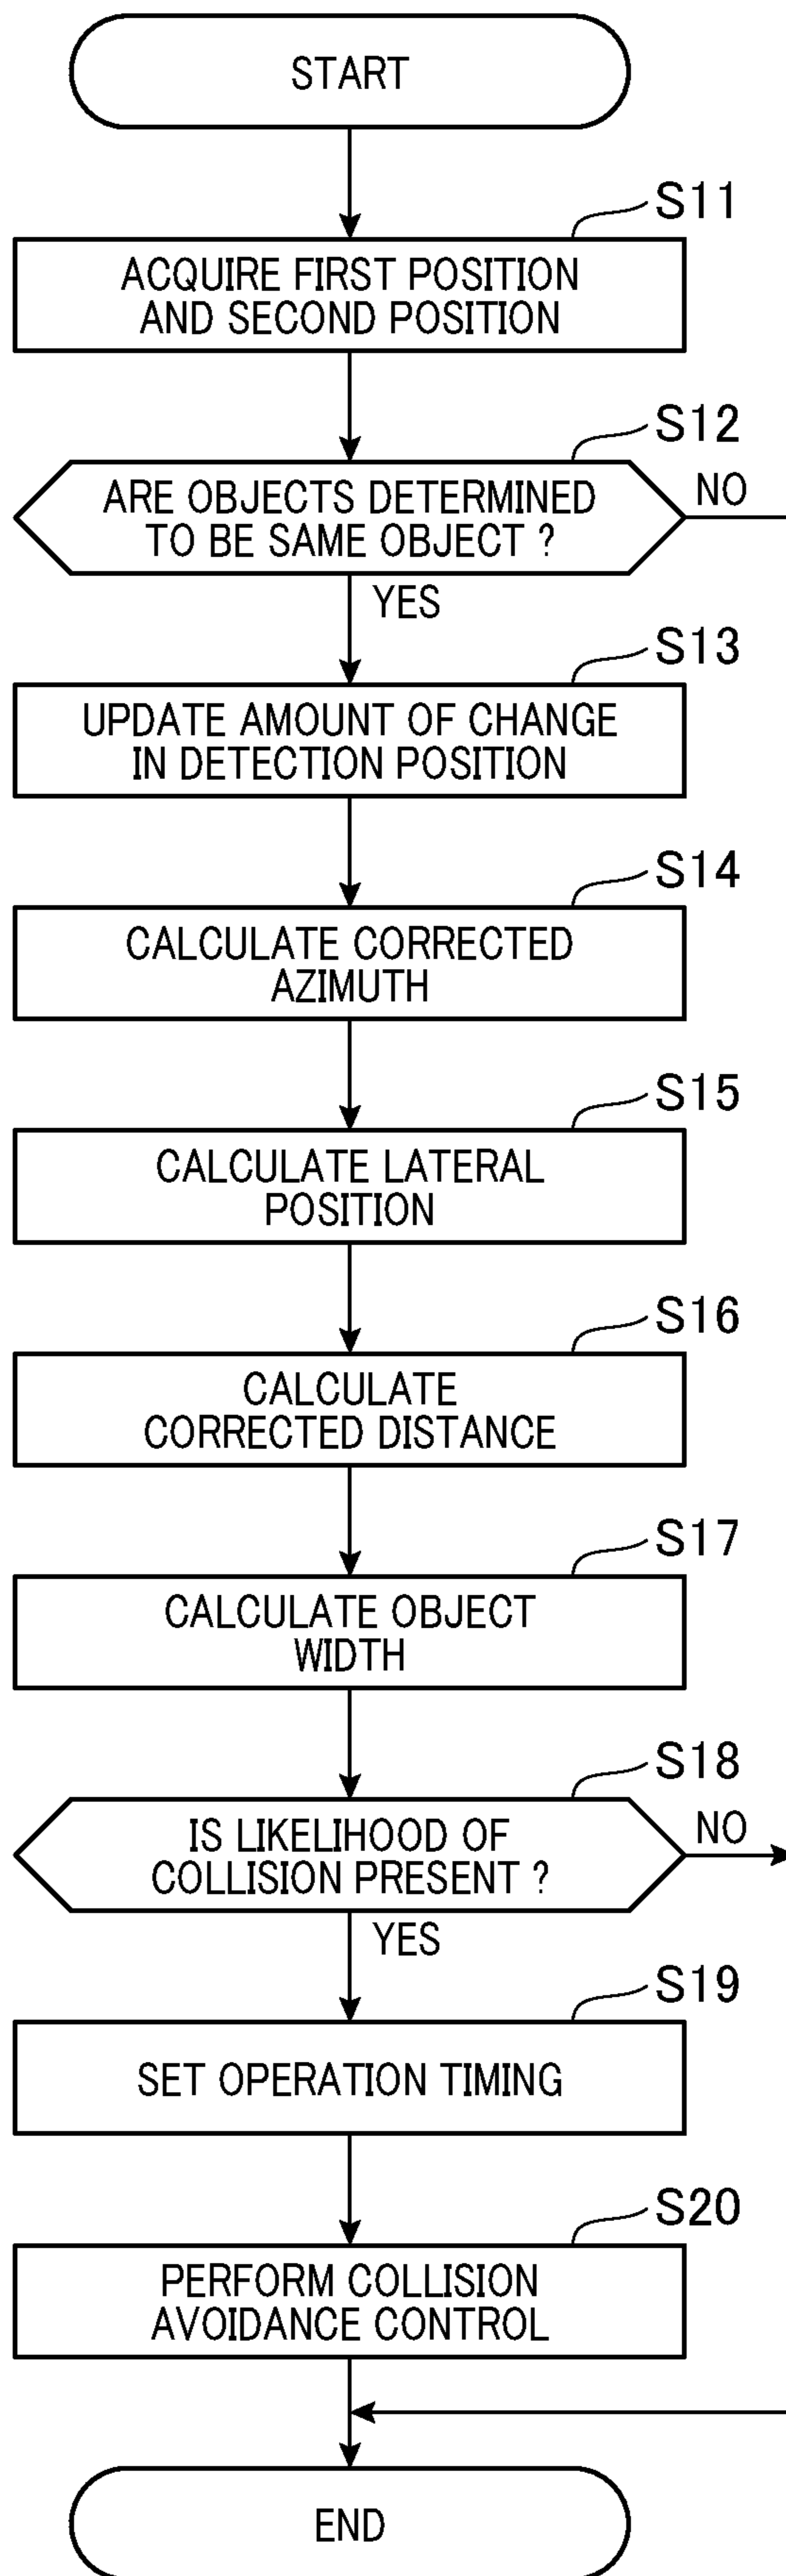 START
S11
ACQUIRE FIRST POSITION
AND SECOND POSITION
S12
ARE OBJECTS DETERMINED
TO BE SAME OBJECT ?
NO
YES
S13
UPDATE AMOUNT OF CHANGE
IN DETECTION POSITION
S14
CALCULATE CORRECTED
AZIMUTH
S15
CALCULATE LATERAL
POSITION
S16
CALCULATE
CORRECTED DISTANCE
S17
CALCULATE OBJECT
WIDTH
S18
IS LIKELIHOOD OF
COLLISION PRESENT ?
NO
YES
S19
SET OPERATION TIMING
S20
PERFORM COLLISION
AVOIDANCE CONTROL
END